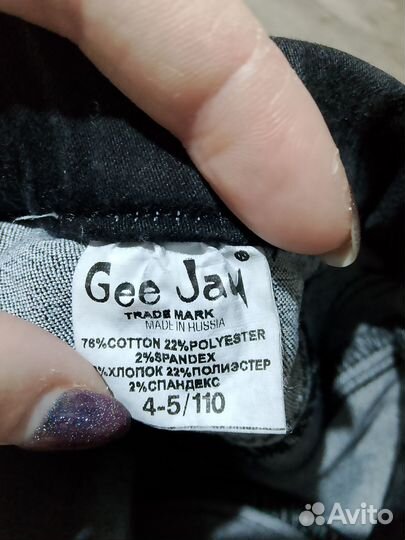 Gee Jay®
TRADE MARK
MADE IN RUSSIA
76%COTTON 22%POLYESTER
2%SPANDEX
%ХЛОПОК 22%ПОЛИЭСТЕР
2%СПАНДЕКС
4-5/110
Avito